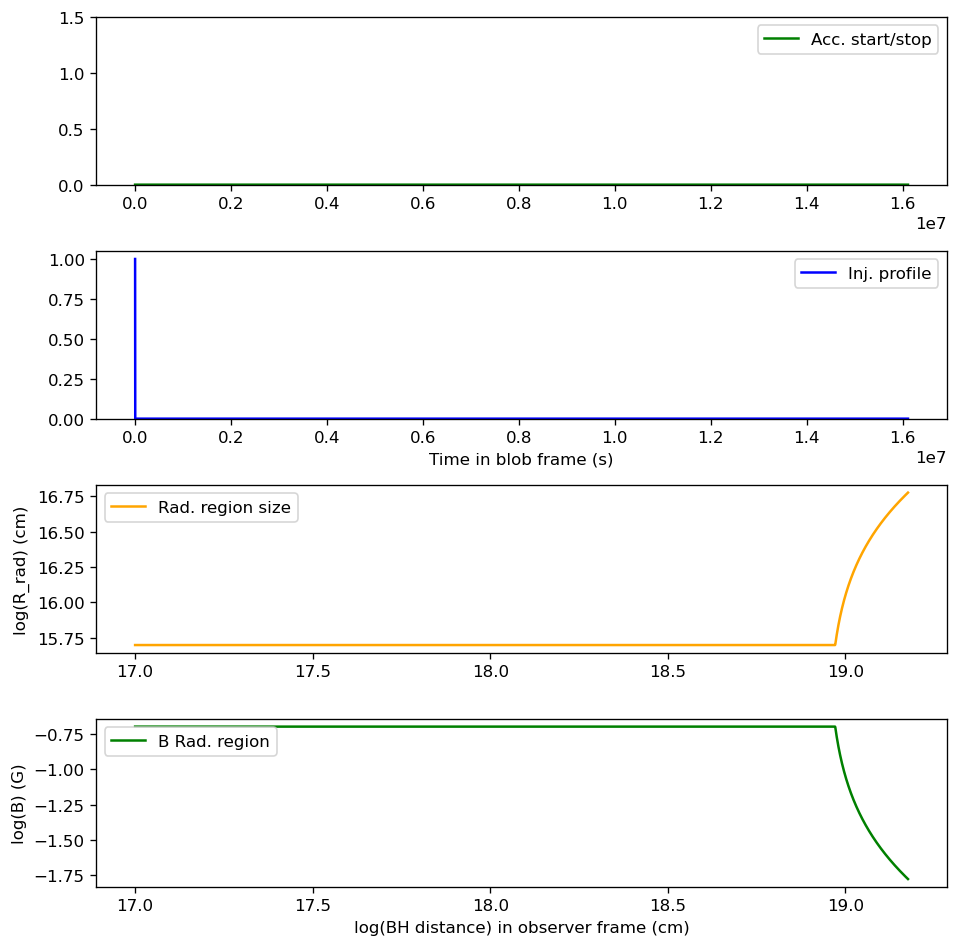 1.5
1.0
0.5
0.0
Acc. start/stop
0.0 0.2 0.4 0.6 0.8 1.0 1.2 1.4 1.6
1e7
1.00
0.75
0.50
0.25
0.00
Inj. profile
0.0 0.2 0.4 0.6 0.8 1.0 1.2 1.4 1.6
Time in blob frame (s)
1e7
log(R_rad) (cm)
16.75
16.50
16.25
16.00
15.75
Rad. region size
17.0 17.5 18.0 18.5 19.0
log(B) (G)
−0.75
−1.00
−1.25
−1.50
−1.75
B Rad. region
17.0 17.5 18.0 18.5 19.0
log(BH distance) in observer frame (cm)